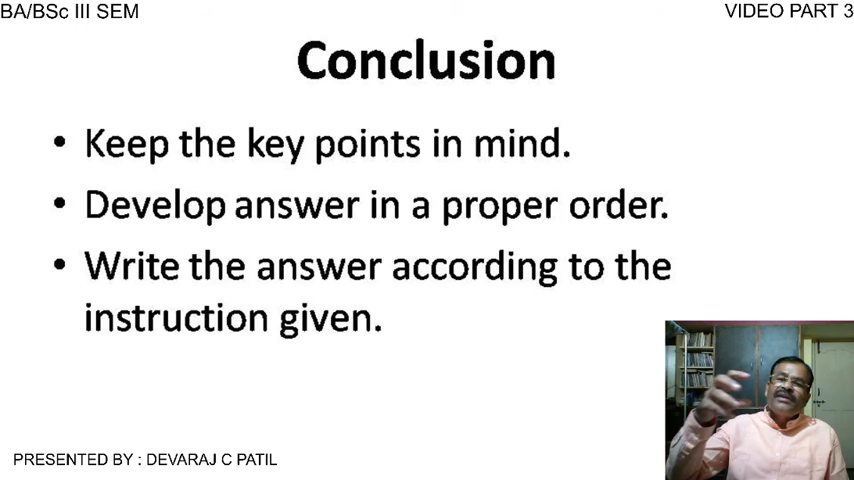 BA/BSc III SEM
VIDEO PART 3
Conclusion
• Keep the key points in mind.
• Develop answer in a proper order.
• Write the answer according to the
instruction given.
PRESENTED BY : DEVARAJ C PATIL